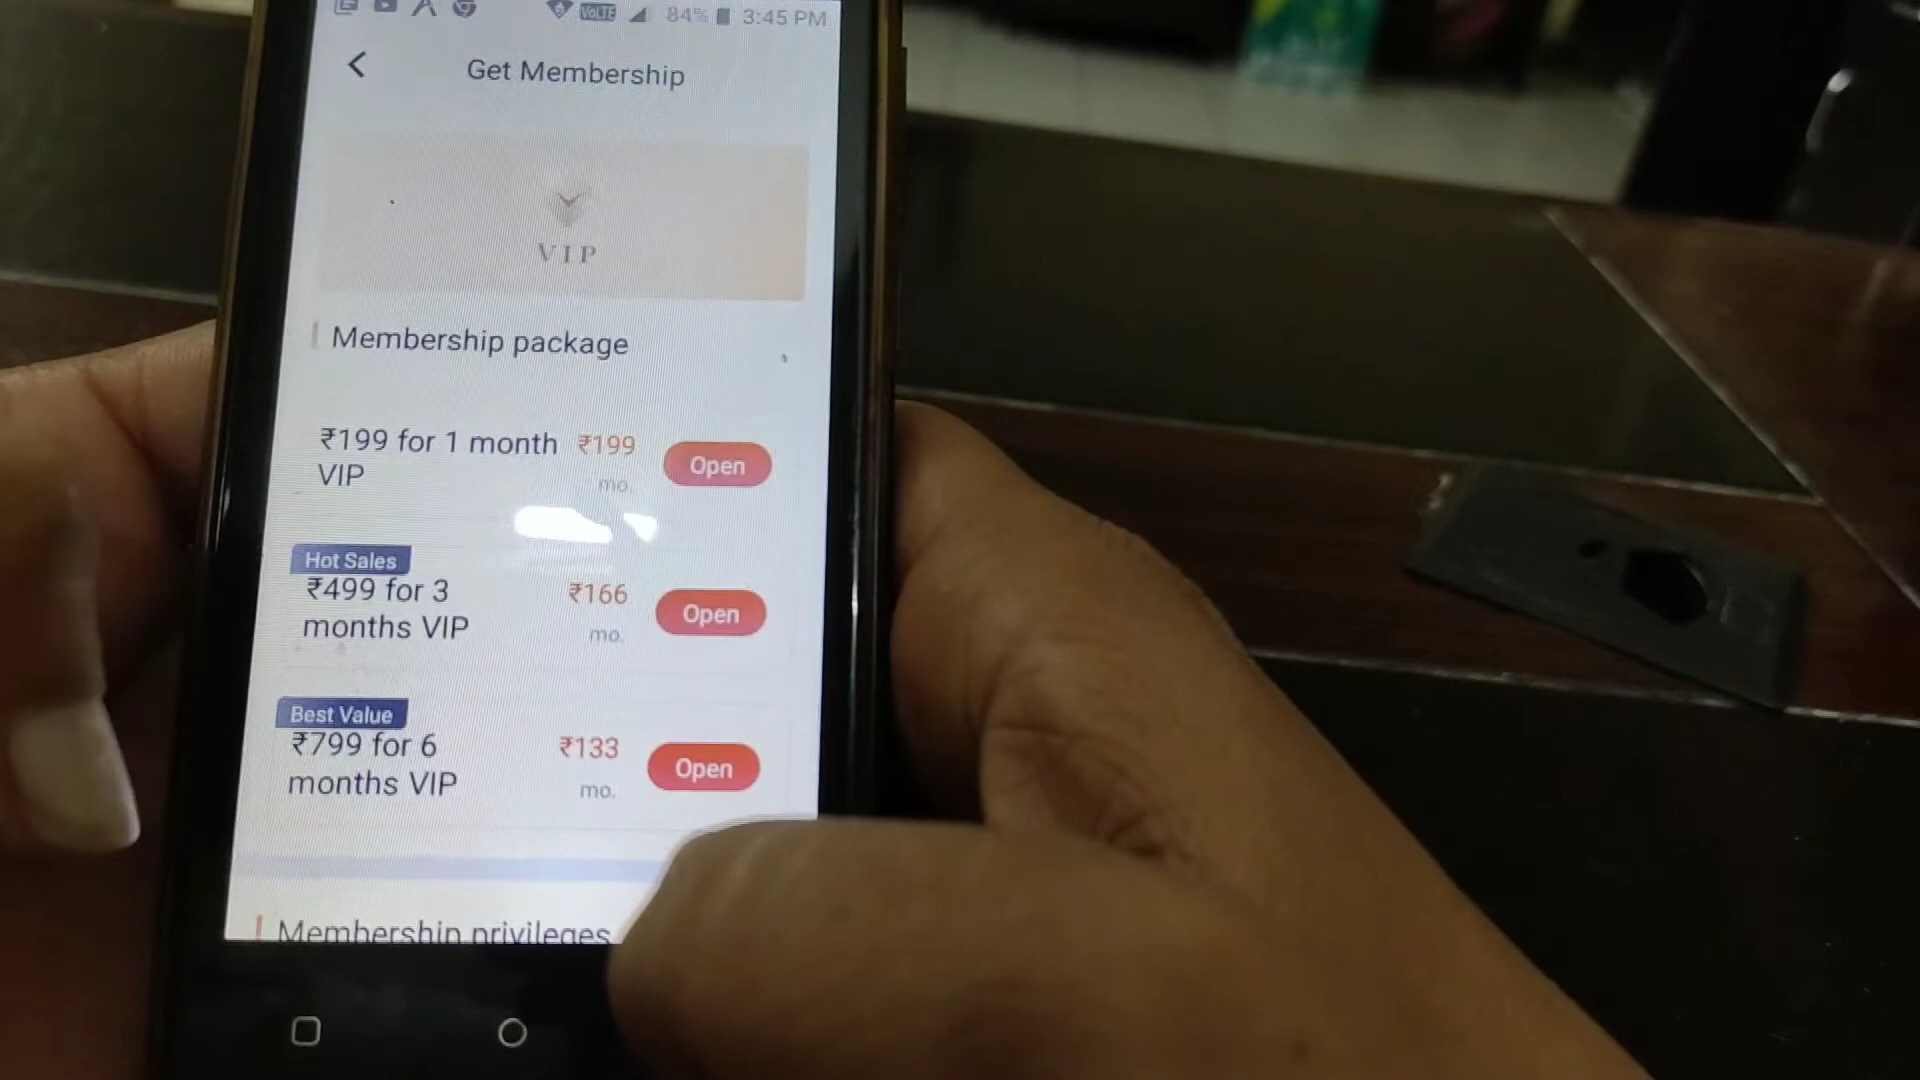 VoLTE 84% 3:45 PM
Get Membership
VIP
Membership package
₹199 for 1 month VIP
₹199 mo.
Open
Hot Sales
₹499 for 3 months VIP
₹166 mo.
Open
Best Value
₹799 for 6 months VIP
₹133 mo.
Open
Membership privileges